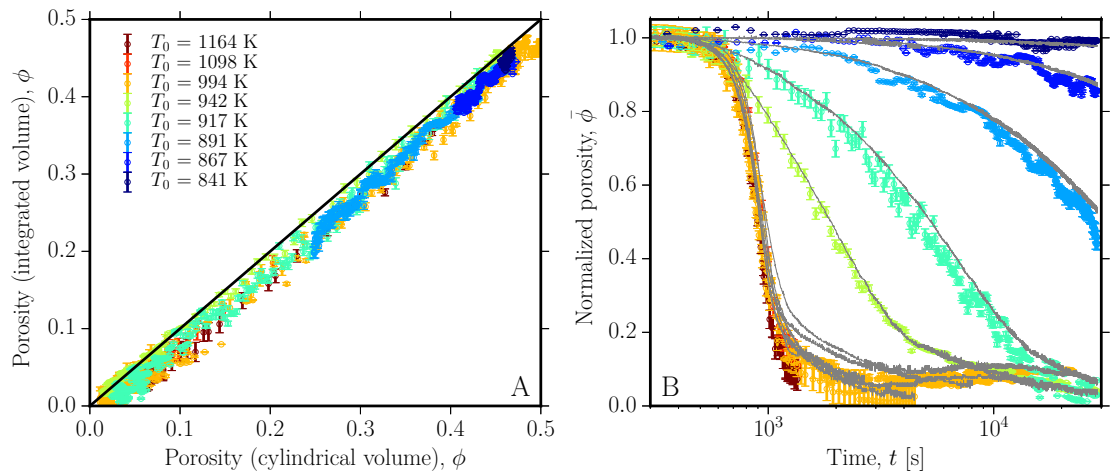 0.5
0.4
0.3
0.2
0.1
0.0
Porosity (integrated volume), ϕ
T₀ = 1164 K
T₀ = 1098 K
T₀ = 994 K
T₀ = 942 K
T₀ = 917 K
T₀ = 891 K
T₀ = 867 K
T₀ = 841 K
A
0.0 0.1 0.2 0.3 0.4 0.5
Porosity (cylindrical volume), ϕ
1.0
0.8
0.6
0.4
0.2
0.0
Normalized porosity, ϕ̄
B
10³ 10⁴
Time, t [s]